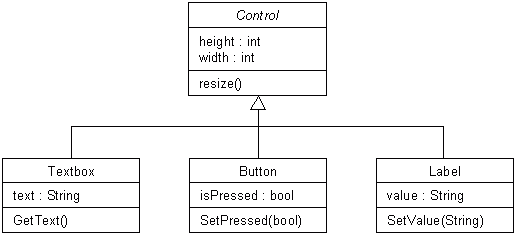 Control
height : int
width : int
resize()
Textbox
text : String
GetText()
Button
isPressed : bool
SetPressed(bool)
Label
value : String
SetValue(String)